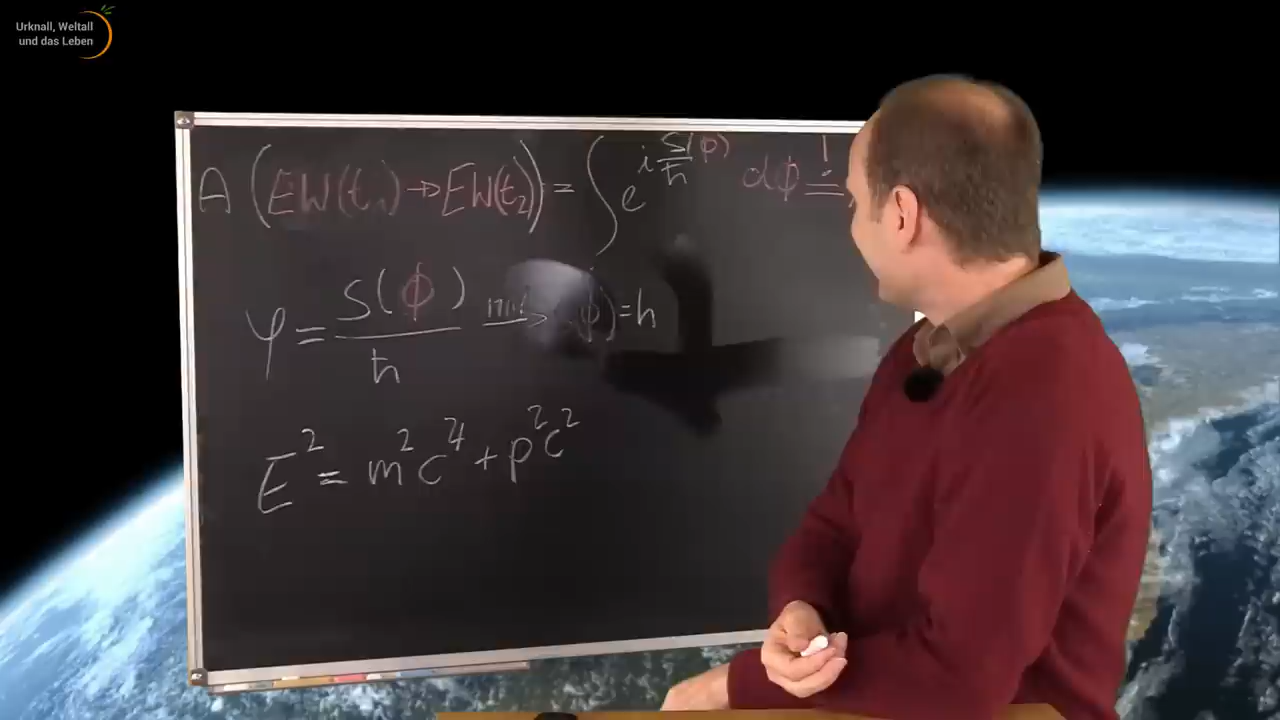 Urknall, Weltall
und das Leben
A (EW(t₁) → EW(t₂)) = ∫ e^{i S(ϕ)/ħ} dϕ =!
φ = S(ϕ)/ħ → ϕ) = h
E² = m²c⁴ + p²c²